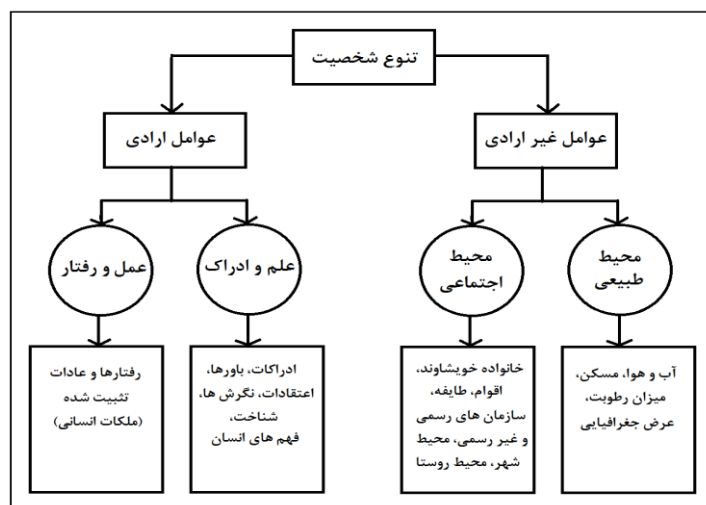 تنوع شخصیت
عوامل غیر ارادی
عوامل ارادی
محیط
طبیعی
محیط
اجتماعی
علم و ادراک
عمل و رفتار
آب و هوا، مسکن،
میزان رطوبت،
عرض جغرافیایی
خانواده خویشاوند،
اقوام، طایفه،
سازمان های رسمی
و غیر رسمی، محیط
شهر، محیط روستا
ادراکات، باورها،
اعتقادات، نگرش ها،
شناخت،
فهم های انسان
رفتارها و عادات
تثبیت شده
(ملکات انسانی)